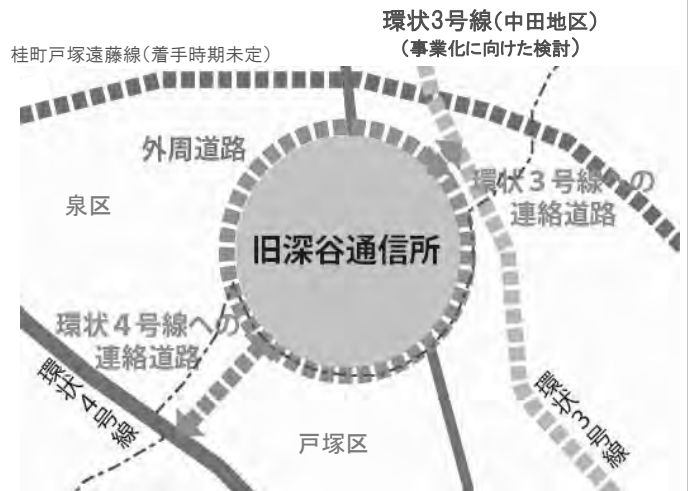 環状3号線(中田地区)
(事業化に向けた検討)
桂町戸塚遠藤線(着手時期未定)
外周道路
環状３号線への
連絡道路
泉区
旧深谷通信所
環状４号線への
連絡道路
環状4号線
環状3号線
戸塚区